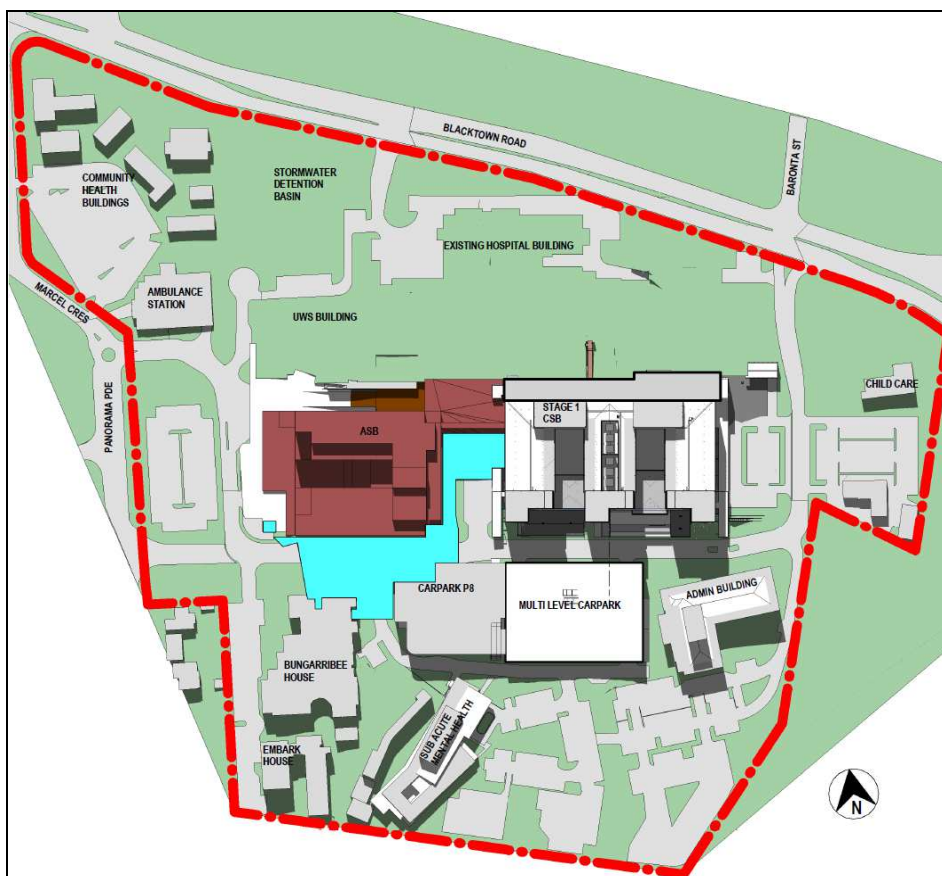 BLACKTOWN ROAD
BARONTA ST
COMMUNITY
HEALTH
BUILDINGS
STORMWATER
DETENTION
BASIN
EXISTING HOSPITAL BUILDING
AMBULANCE
STATION
MARCEL CRES
UWS BUILDING
PANORAMA PDE
CHILD CARE
STAGE 1
CSB
ASB
CARPARK P8
MULTI LEVEL CARPARK
ADMIN BUILDING
BUNGARRIBEE
HOUSE
SUB ACUTE
MENTAL HEALTH
EMBARK
HOUSE
N